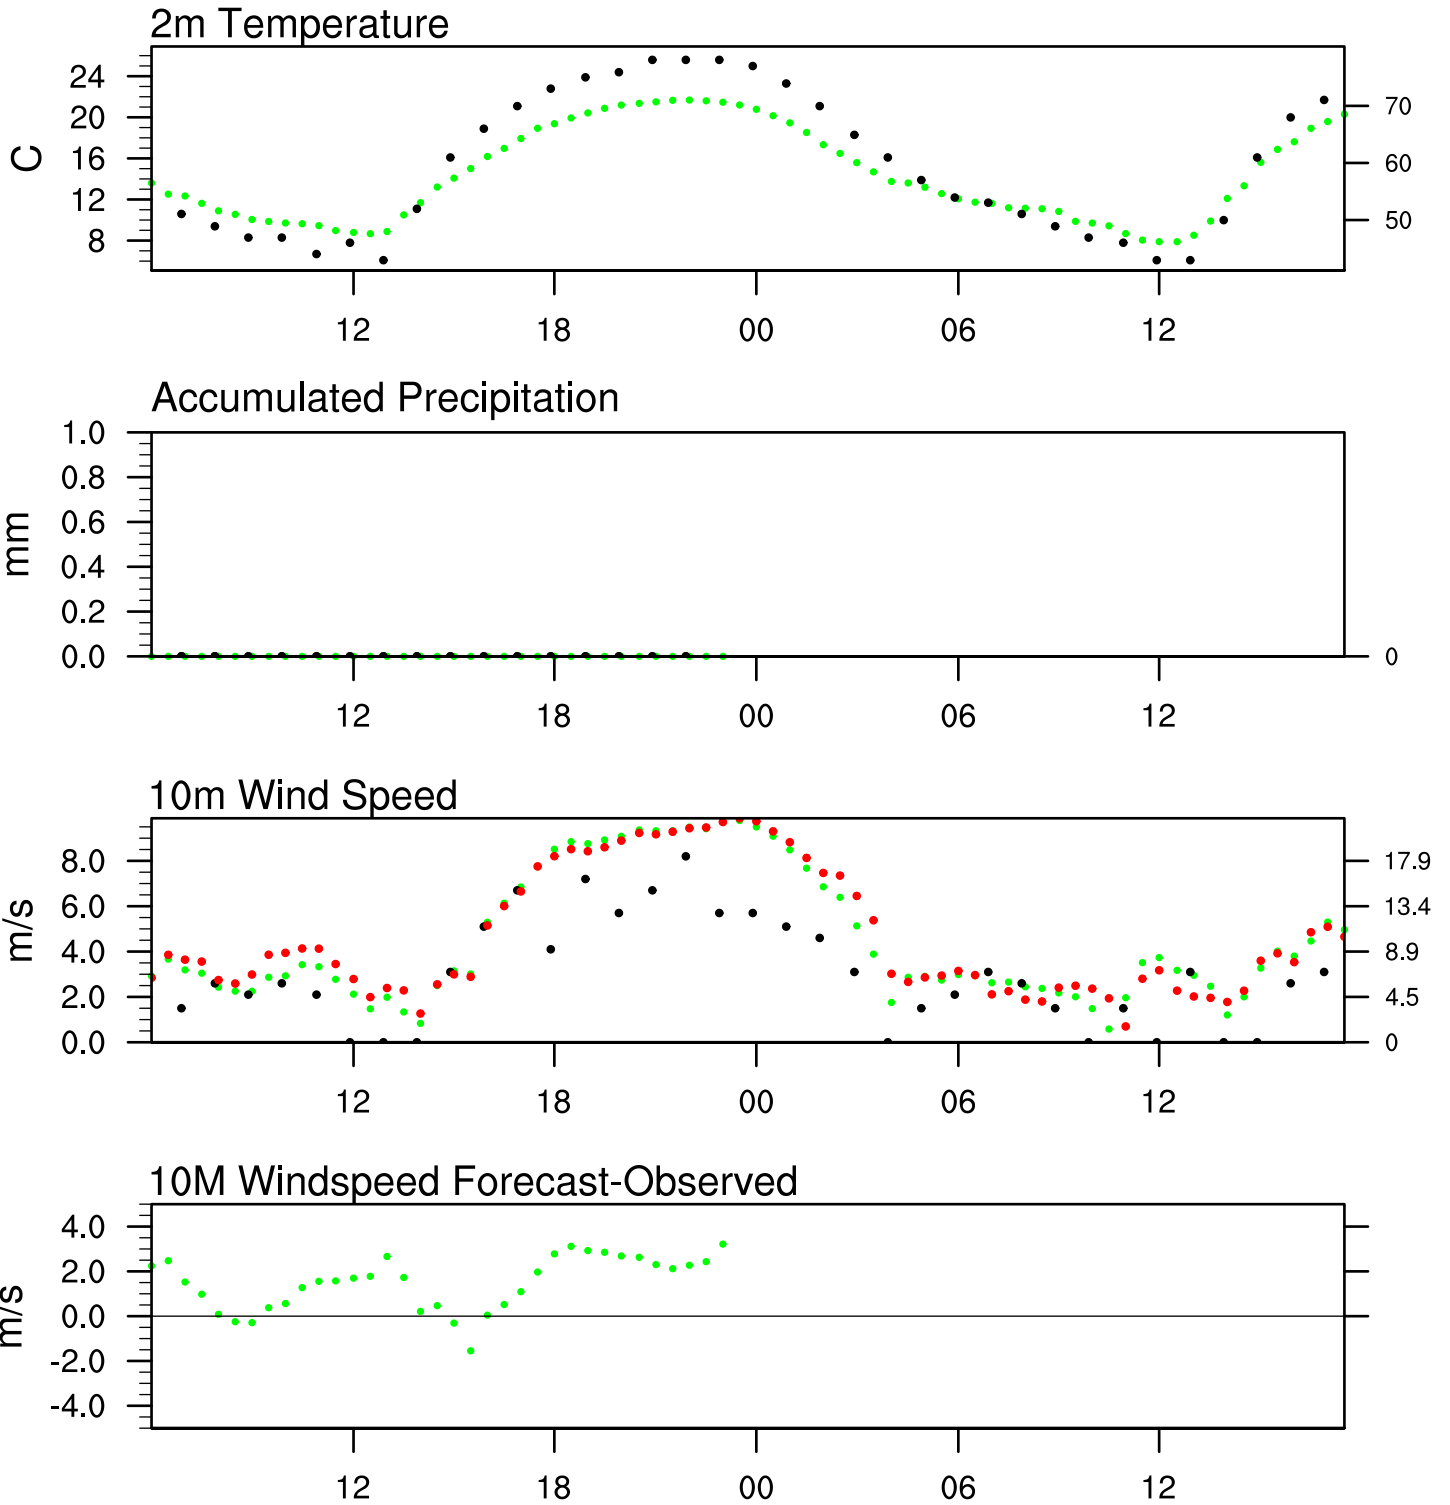 2m Temperature
24
20
16
12
8
C
70
60
50
12 18 00 06 12
Accumulated Precipitation
1.0
0.8
0.6
0.4
0.2
0.0
mm
0
12 18 00 06 12
10m Wind Speed
8.0
6.0
4.0
2.0
0.0
m/s
17.9
13.4
8.9
4.5
0
12 18 00 06 12
10M Windspeed Forecast-Observed
4.0
2.0
0.0
-2.0
-4.0
m/s
12 18 00 06 12